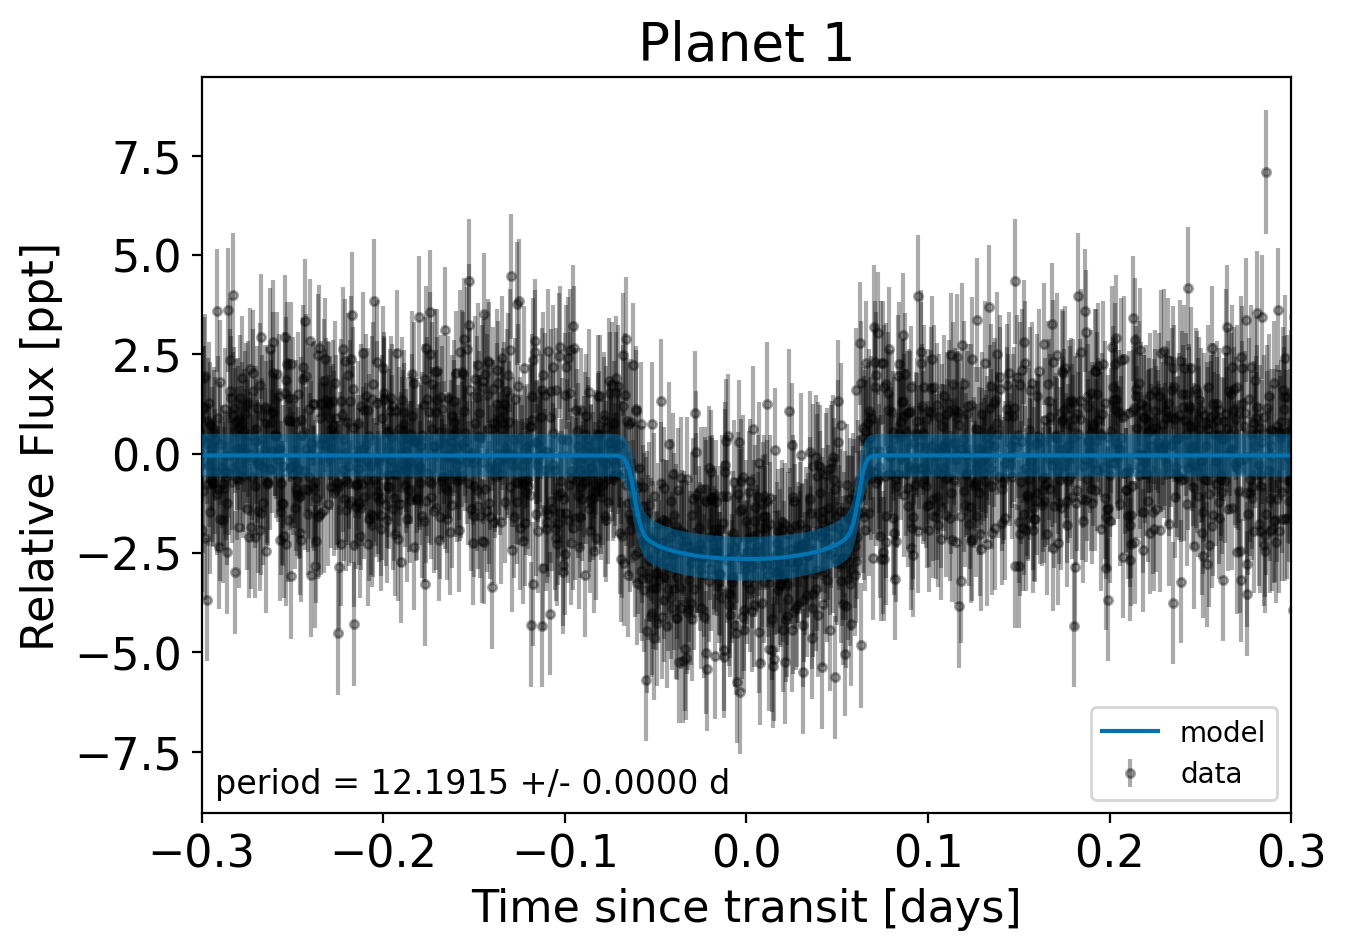 Planet 1
Relative Flux [ppt]
7.5
5.0
2.5
0.0
−2.5
−5.0
−7.5
period = 12.1915 +/- 0.0000 d
model
data
−0.3 −0.2 −0.1 0.0 0.1 0.2 0.3
Time since transit [days]